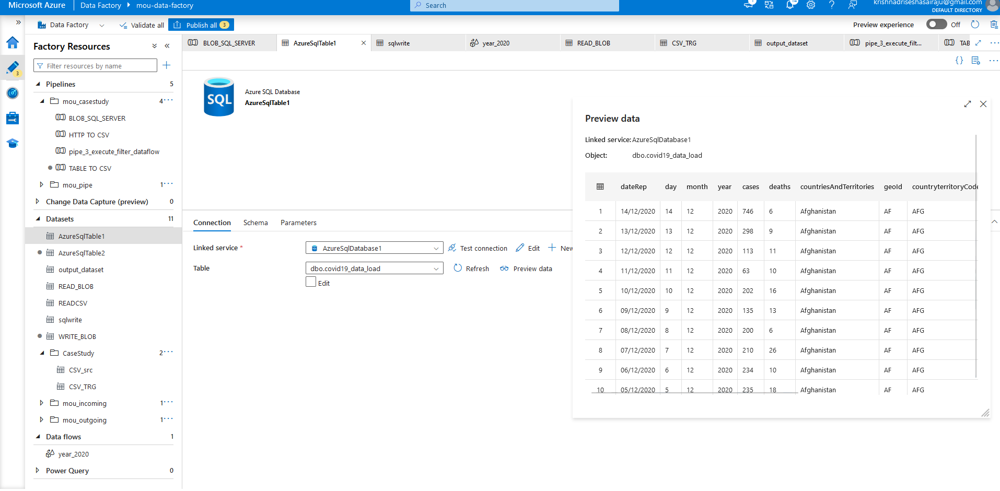 Microsoft Azure Data Factory mou-data-factory Search 1 14 krishnadriseshasairaju@gmail.com
DEFAULT DIRECTORY
Data Factory Validate all Publish all 3 Preview experience Off
Factory Resources
Filter resources by name
3
Pipelines 5
mou_casestudy 4
BLOB_SQL_SERVER
HTTP TO CSV
pipe_3_execute_filter_dataflow
TABLE TO CSV
mou_pipe 1
Change Data Capture (preview) 0
Datasets 11
AzureSqlTable1
AzureSqlTable2
output_dataset
READ_BLOB
READCSV
sqlwrite
WRITE_BLOB
CaseStudy 2
CSV_src
CSV_TRG
mou_incoming 1
mou_outgoing 1
Data flows 1
year_2020
Power Query 0
BLOB_SQL_SERVER AzureSqlTable1 sqlwrite year_2020 READ_BLOB CSV_TRG output_dataset pipe_3_execute_filt... TAB
SQL
Azure SQL Database
AzureSqlTable1
Connection Schema Parameters
Linked service * AzureSqlDatabase1 Test connection Edit New
Table dbo.covid19_data_load Refresh Preview data
Edit
Preview data
Linked service: AzureSqlDatabase1
Object: dbo.covid19_data_load
dateRep day month year cases deaths countriesAndTerritories geoId countryterritoryCode
1 14/12/2020 14 12 2020 746 6 Afghanistan AF AFG
2 13/12/2020 13 12 2020 298 9 Afghanistan AF AFG
3 12/12/2020 12 12 2020 113 11 Afghanistan AF AFG
4 11/12/2020 11 12 2020 63 10 Afghanistan AF AFG
5 10/12/2020 10 12 2020 202 16 Afghanistan AF AFG
6 09/12/2020 9 12 2020 135 13 Afghanistan AF AFG
7 08/12/2020 8 12 2020 200 6 Afghanistan AF AFG
8 07/12/2020 7 12 2020 210 26 Afghanistan AF AFG
9 06/12/2020 6 12 2020 234 10 Afghanistan AF AFG
10 05/12/2020 5 12 2020 235 18 Afghanistan AF AFG